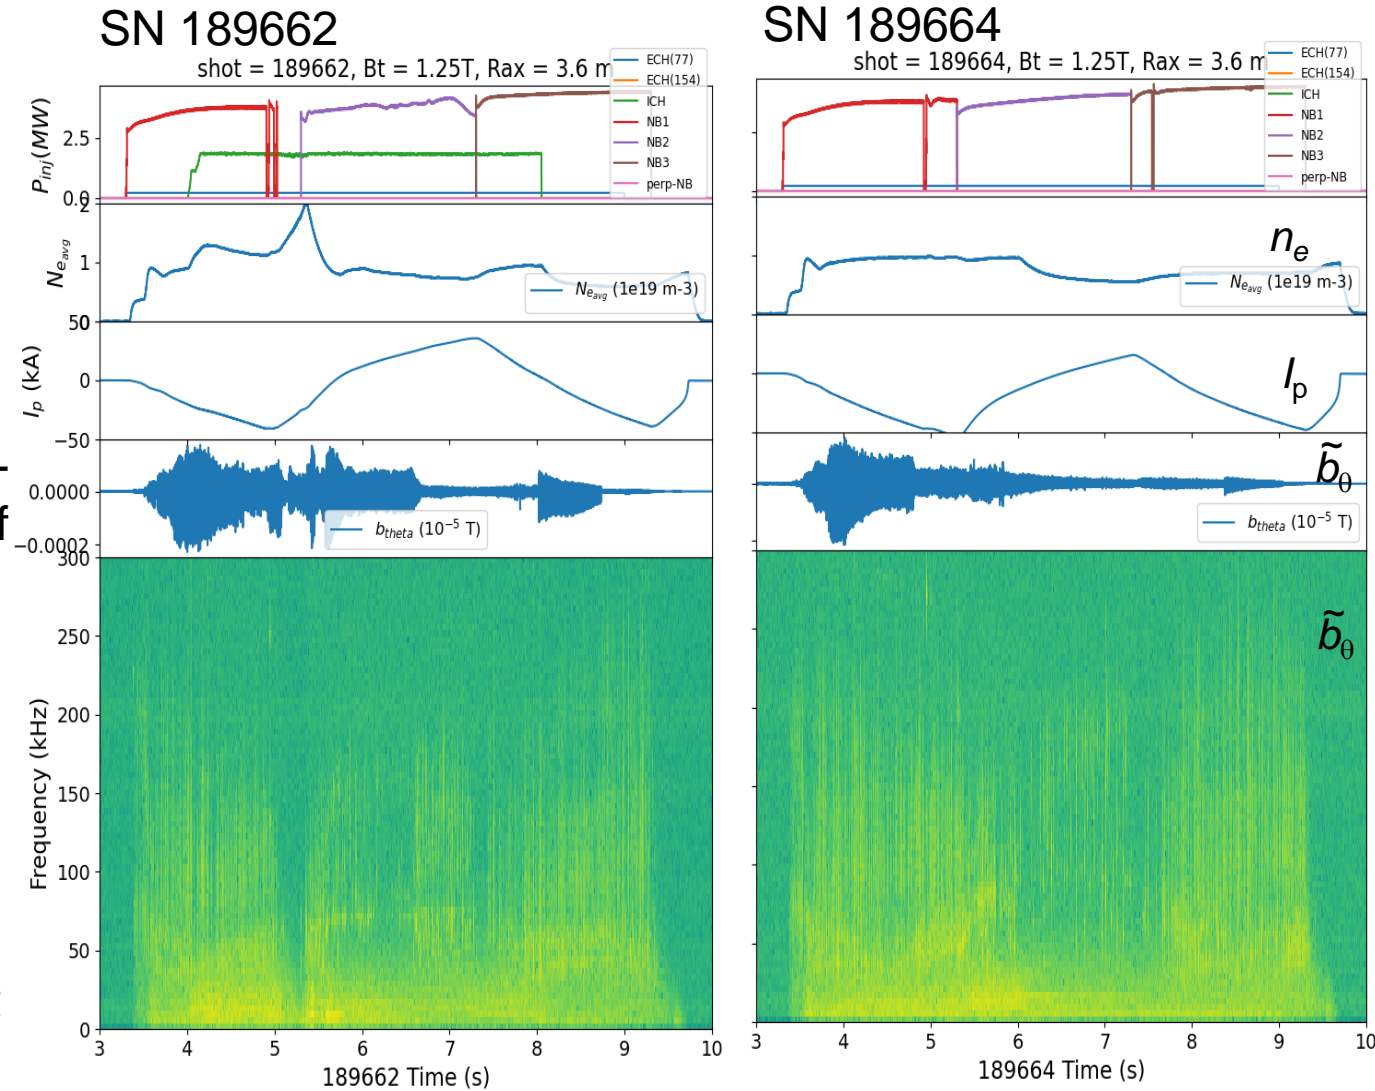 SN 189662
shot = 189662, Bt = 1.25T, Rax = 3.6 m
ECH(77)
ECH(154)
ICH
NB1
NB2
NB3
perp-NB
P_inj(MW)
2.5
0.0
2
1
N_e_avg
N_e_avg (1e19 m-3)
50
0
I_p (kA)
−50
0.0000
−0.0002
b_theta (10^−5 T)
f
300
250
200
150
100
50
0
Frequency (kHz)
3 4 5 6 7 8 9 10
189662 Time (s)
SN 189664
shot = 189664, Bt = 1.25T, Rax = 3.6 m
ECH(77)
ECH(154)
ICH
NB1
NB2
NB3
perp-NB
n_e
N_e_avg (1e19 m-3)
I_p
b̃_θ
b_theta (10^−5 T)
b̃_θ
3 4 5 6 7 8 9 10
189664 Time (s)